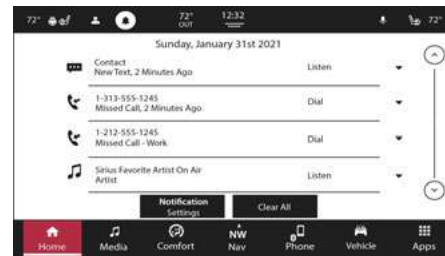 72°
72°
OUT
12:32
72°
Sunday, January 31st 2021
Contact
New Text, 2 Minutes Ago
Listen
1-313-555-1245
Missed Call, 2 Minutes Ago
Dial
1-212-555-1245
Missed Call - Work
Dial
Sirius Favorite Artist On Air
Artist
Listen
Notification
Settings
Clear All
Home
Media
Comfort
NW
Nav
Phone
Vehicle
Apps